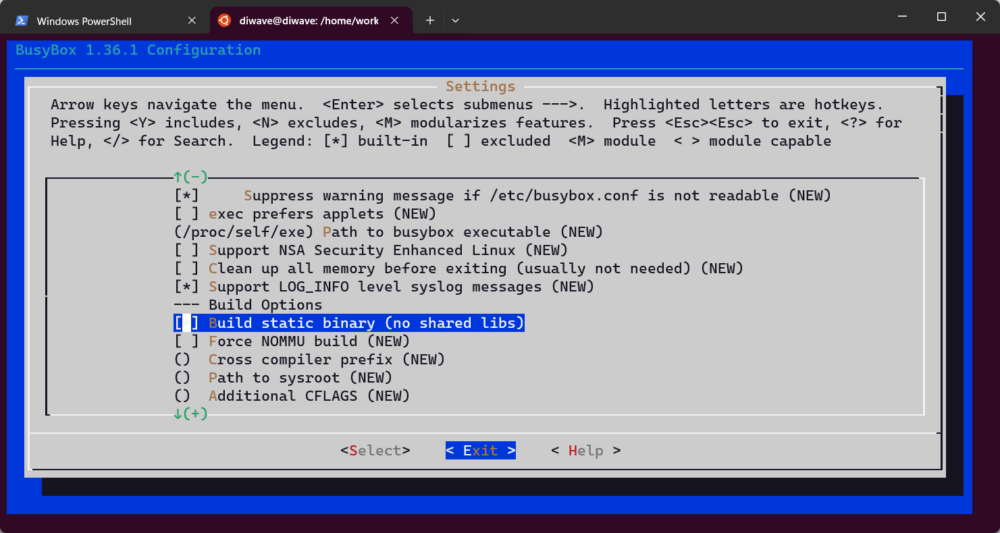 Windows PowerShell
diwave@diwave: /home/work
BusyBox 1.36.1 Configuration
Settings
Arrow keys navigate the menu.  <Enter> selects submenus --->.  Highlighted letters are hotkeys.
Pressing <Y> includes, <N> excludes, <M> modularizes features.  Press <Esc><Esc> to exit, <?> for
Help, </> for Search.  Legend: [*] built-in  [ ] excluded  <M> module  < > module capable
↑(-)
[*]     Suppress warning message if /etc/busybox.conf is not readable (NEW)
[ ] exec prefers applets (NEW)
(/proc/self/exe) Path to busybox executable (NEW)
[ ] Support NSA Security Enhanced Linux (NEW)
[ ] Clean up all memory before exiting (usually not needed) (NEW)
[*] Support LOG_INFO level syslog messages (NEW)
--- Build Options
[ ] Build static binary (no shared libs)
[ ] Force NOMMU build (NEW)
()  Cross compiler prefix (NEW)
()  Path to sysroot (NEW)
()  Additional CFLAGS (NEW)
↓(+)
<Select>    < Exit >    < Help >